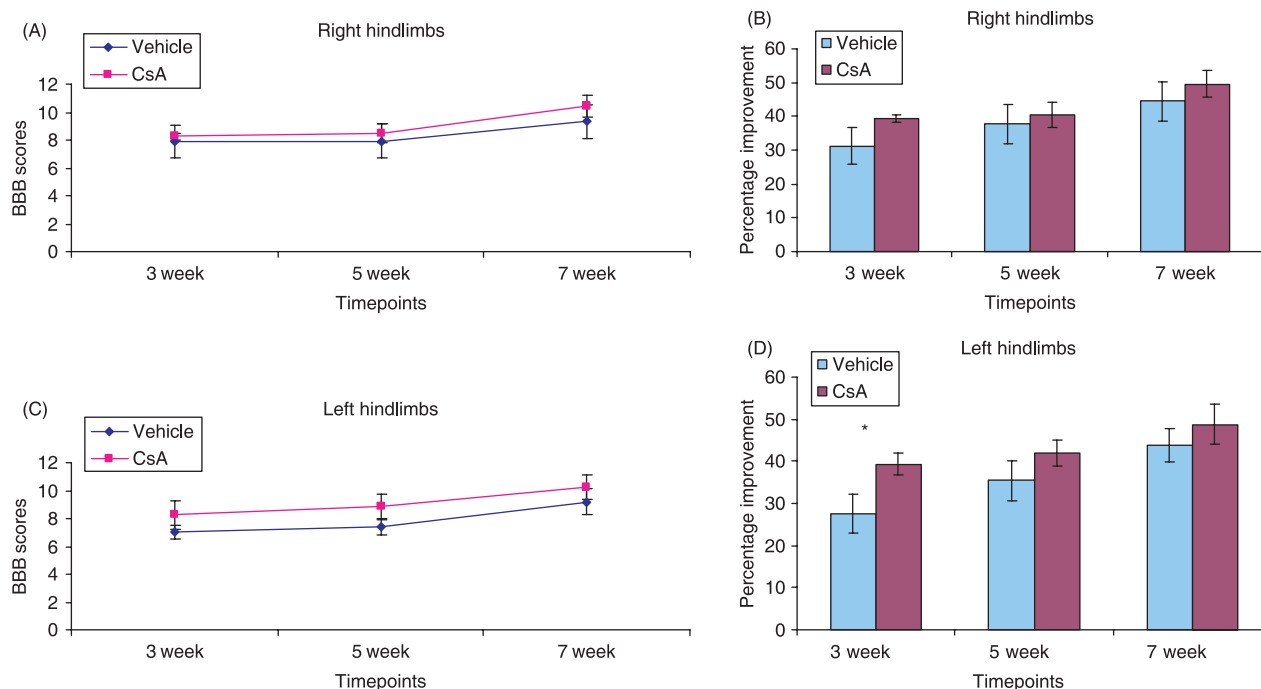 (A)
Right hindlimbs
Vehicle
CsA
12
10
8
6
4
2
0
BBB scores
3 week
5 week
7 week
Timepoints
(B)
Right hindlimbs
Vehicle
CsA
60
50
40
30
20
10
0
Percentage improvement
3 week
5 week
7 week
Timepoints
(C)
Left hindlimbs
Vehicle
CsA
12
10
8
6
4
2
0
BBB scores
3 week
5 week
7 week
Timepoints
(D)
Left hindlimbs
Vehicle
CsA
60
50
40
30
20
10
0
*
Percentage improvement
3 week
5 week
7 week
Timepoints